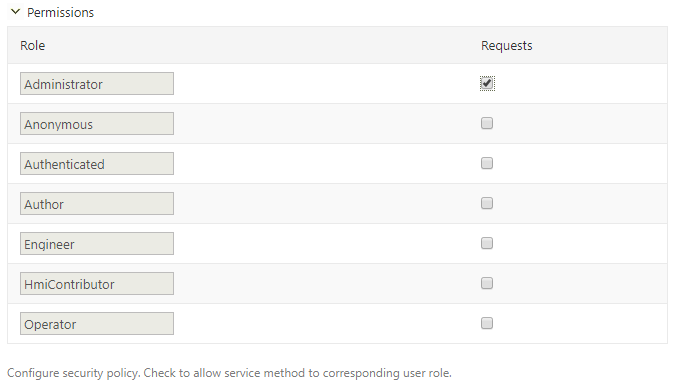 Permissions
Role Requests
Administrator
Anonymous
Authenticated
Author
Engineer
HmiContributor
Operator
Configure security policy. Check to allow service method to corresponding user role.